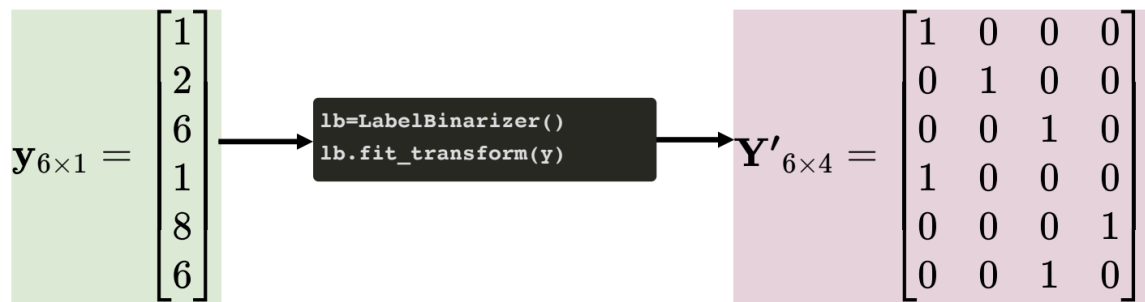 y6×1 =
1
2
6
1
8
6
lb=LabelBinarizer()
lb.fit_transform(y)
Y′6×4 =
1 0 0 0
0 1 0 0
0 0 1 0
1 0 0 0
0 0 0 1
0 0 1 0